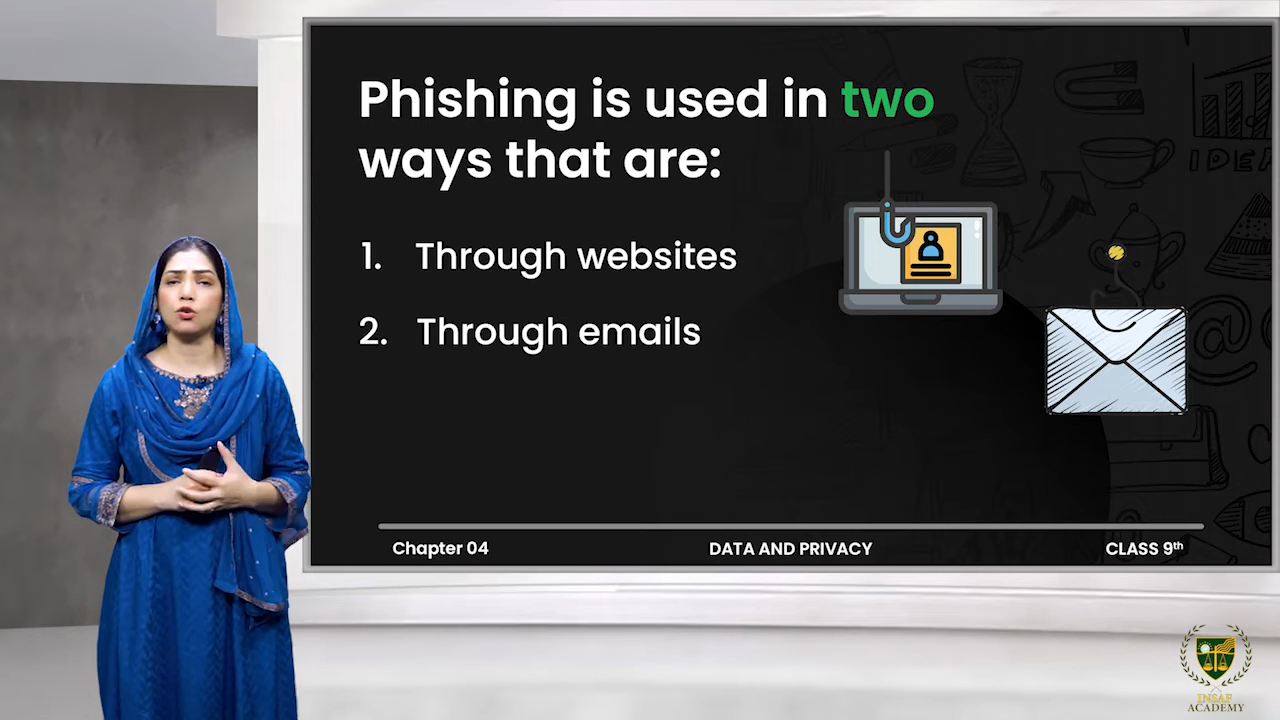 Phishing is used in two
ways that are:
1. Through websites
2. Through emails
IDEA
Chapter 04
DATA AND PRIVACY
CLASS 9th
INSAF
ACADEMY